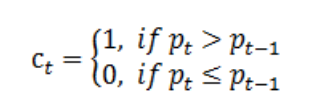 c_t = { 1, if p_t > p_{t-1}
0, if p_t ≤ p_{t-1}